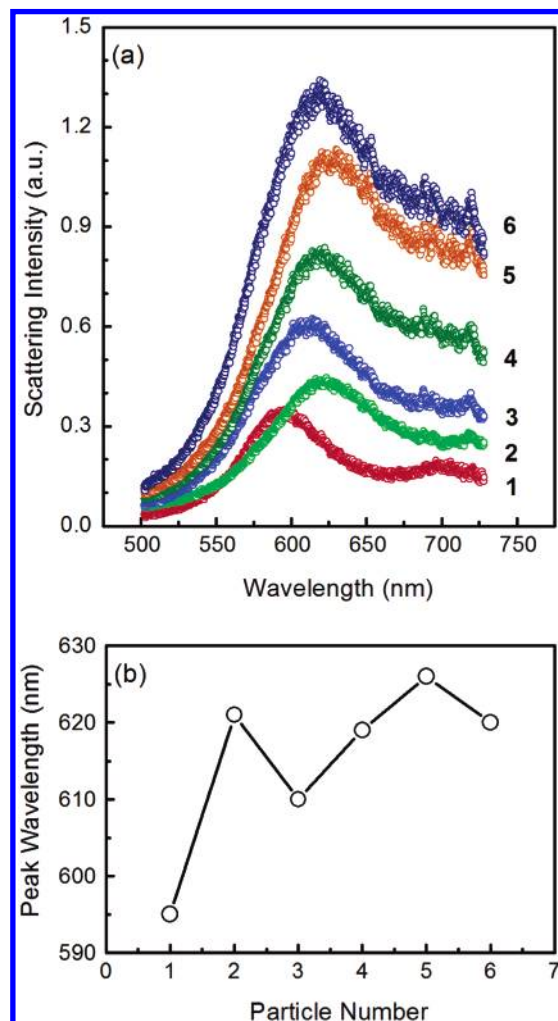 (a)
Scattering Intensity (a.u.)
1.5
1.2
0.9
0.6
0.3
0.0
6
5
4
3
2
1
500 550 600 650 700 750
Wavelength (nm)
(b)
Peak Wavelength (nm)
630
620
610
600
590
0 1 2 3 4 5 6 7
Particle Number